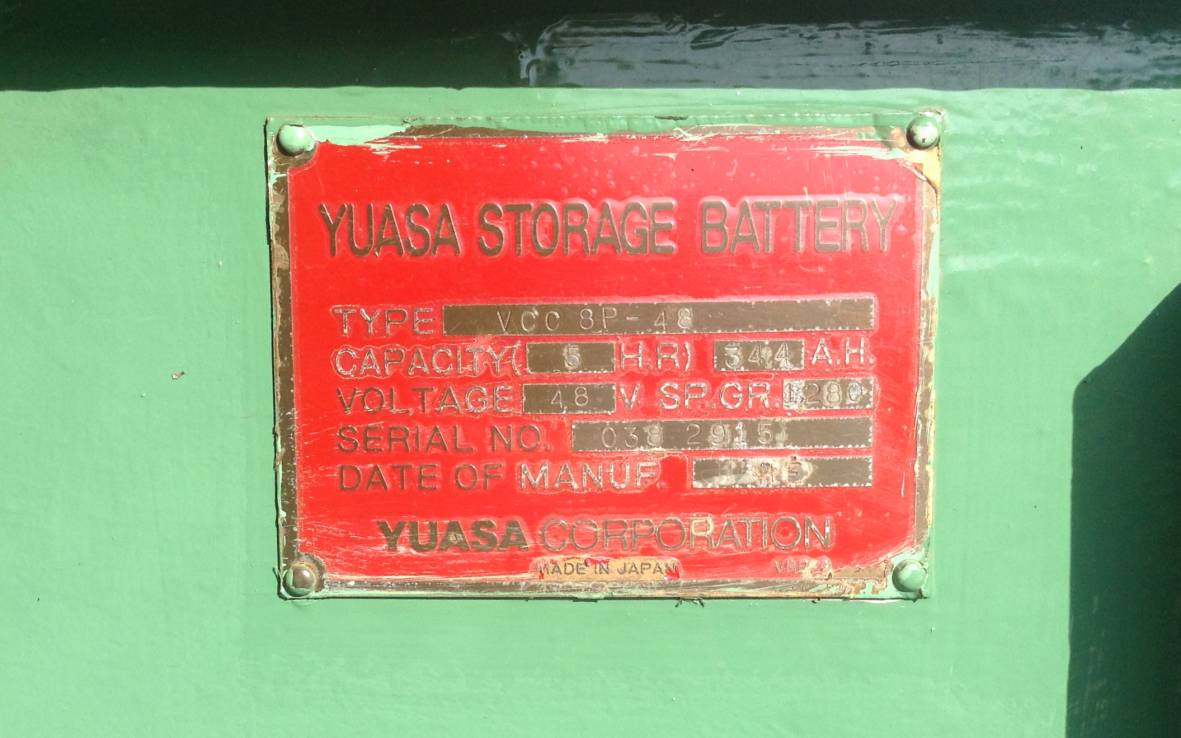 YUASA STORAGE BATTERY
TYPE VCC 8P-48
CAPACITY( 5 H.R) 344 A.H.
VOLTAGE 48 V SP.GR. 1280
SERIAL NO. 038 2915
DATE OF MANUF.
YUASA CORPORATION
MADE IN JAPAN